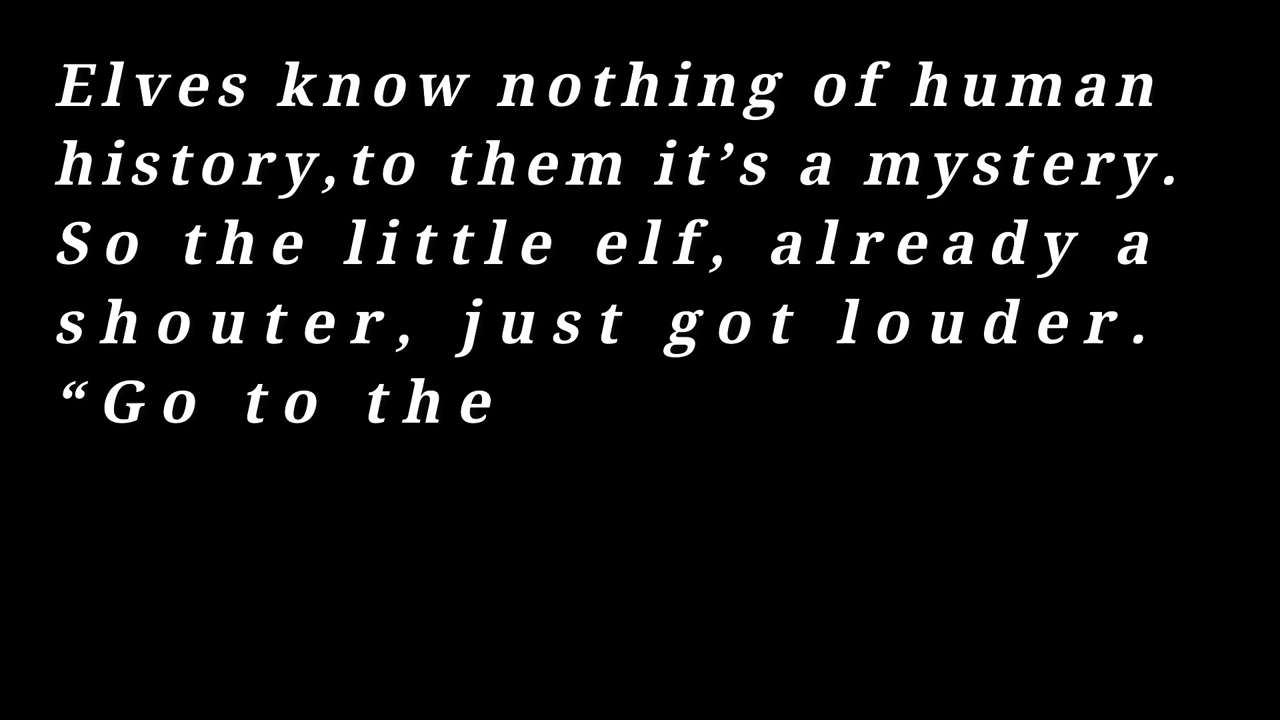 Elves know nothing of human
history,to them it’s a mystery.
So the little elf, already a
shouter, just got louder.
“Go to the